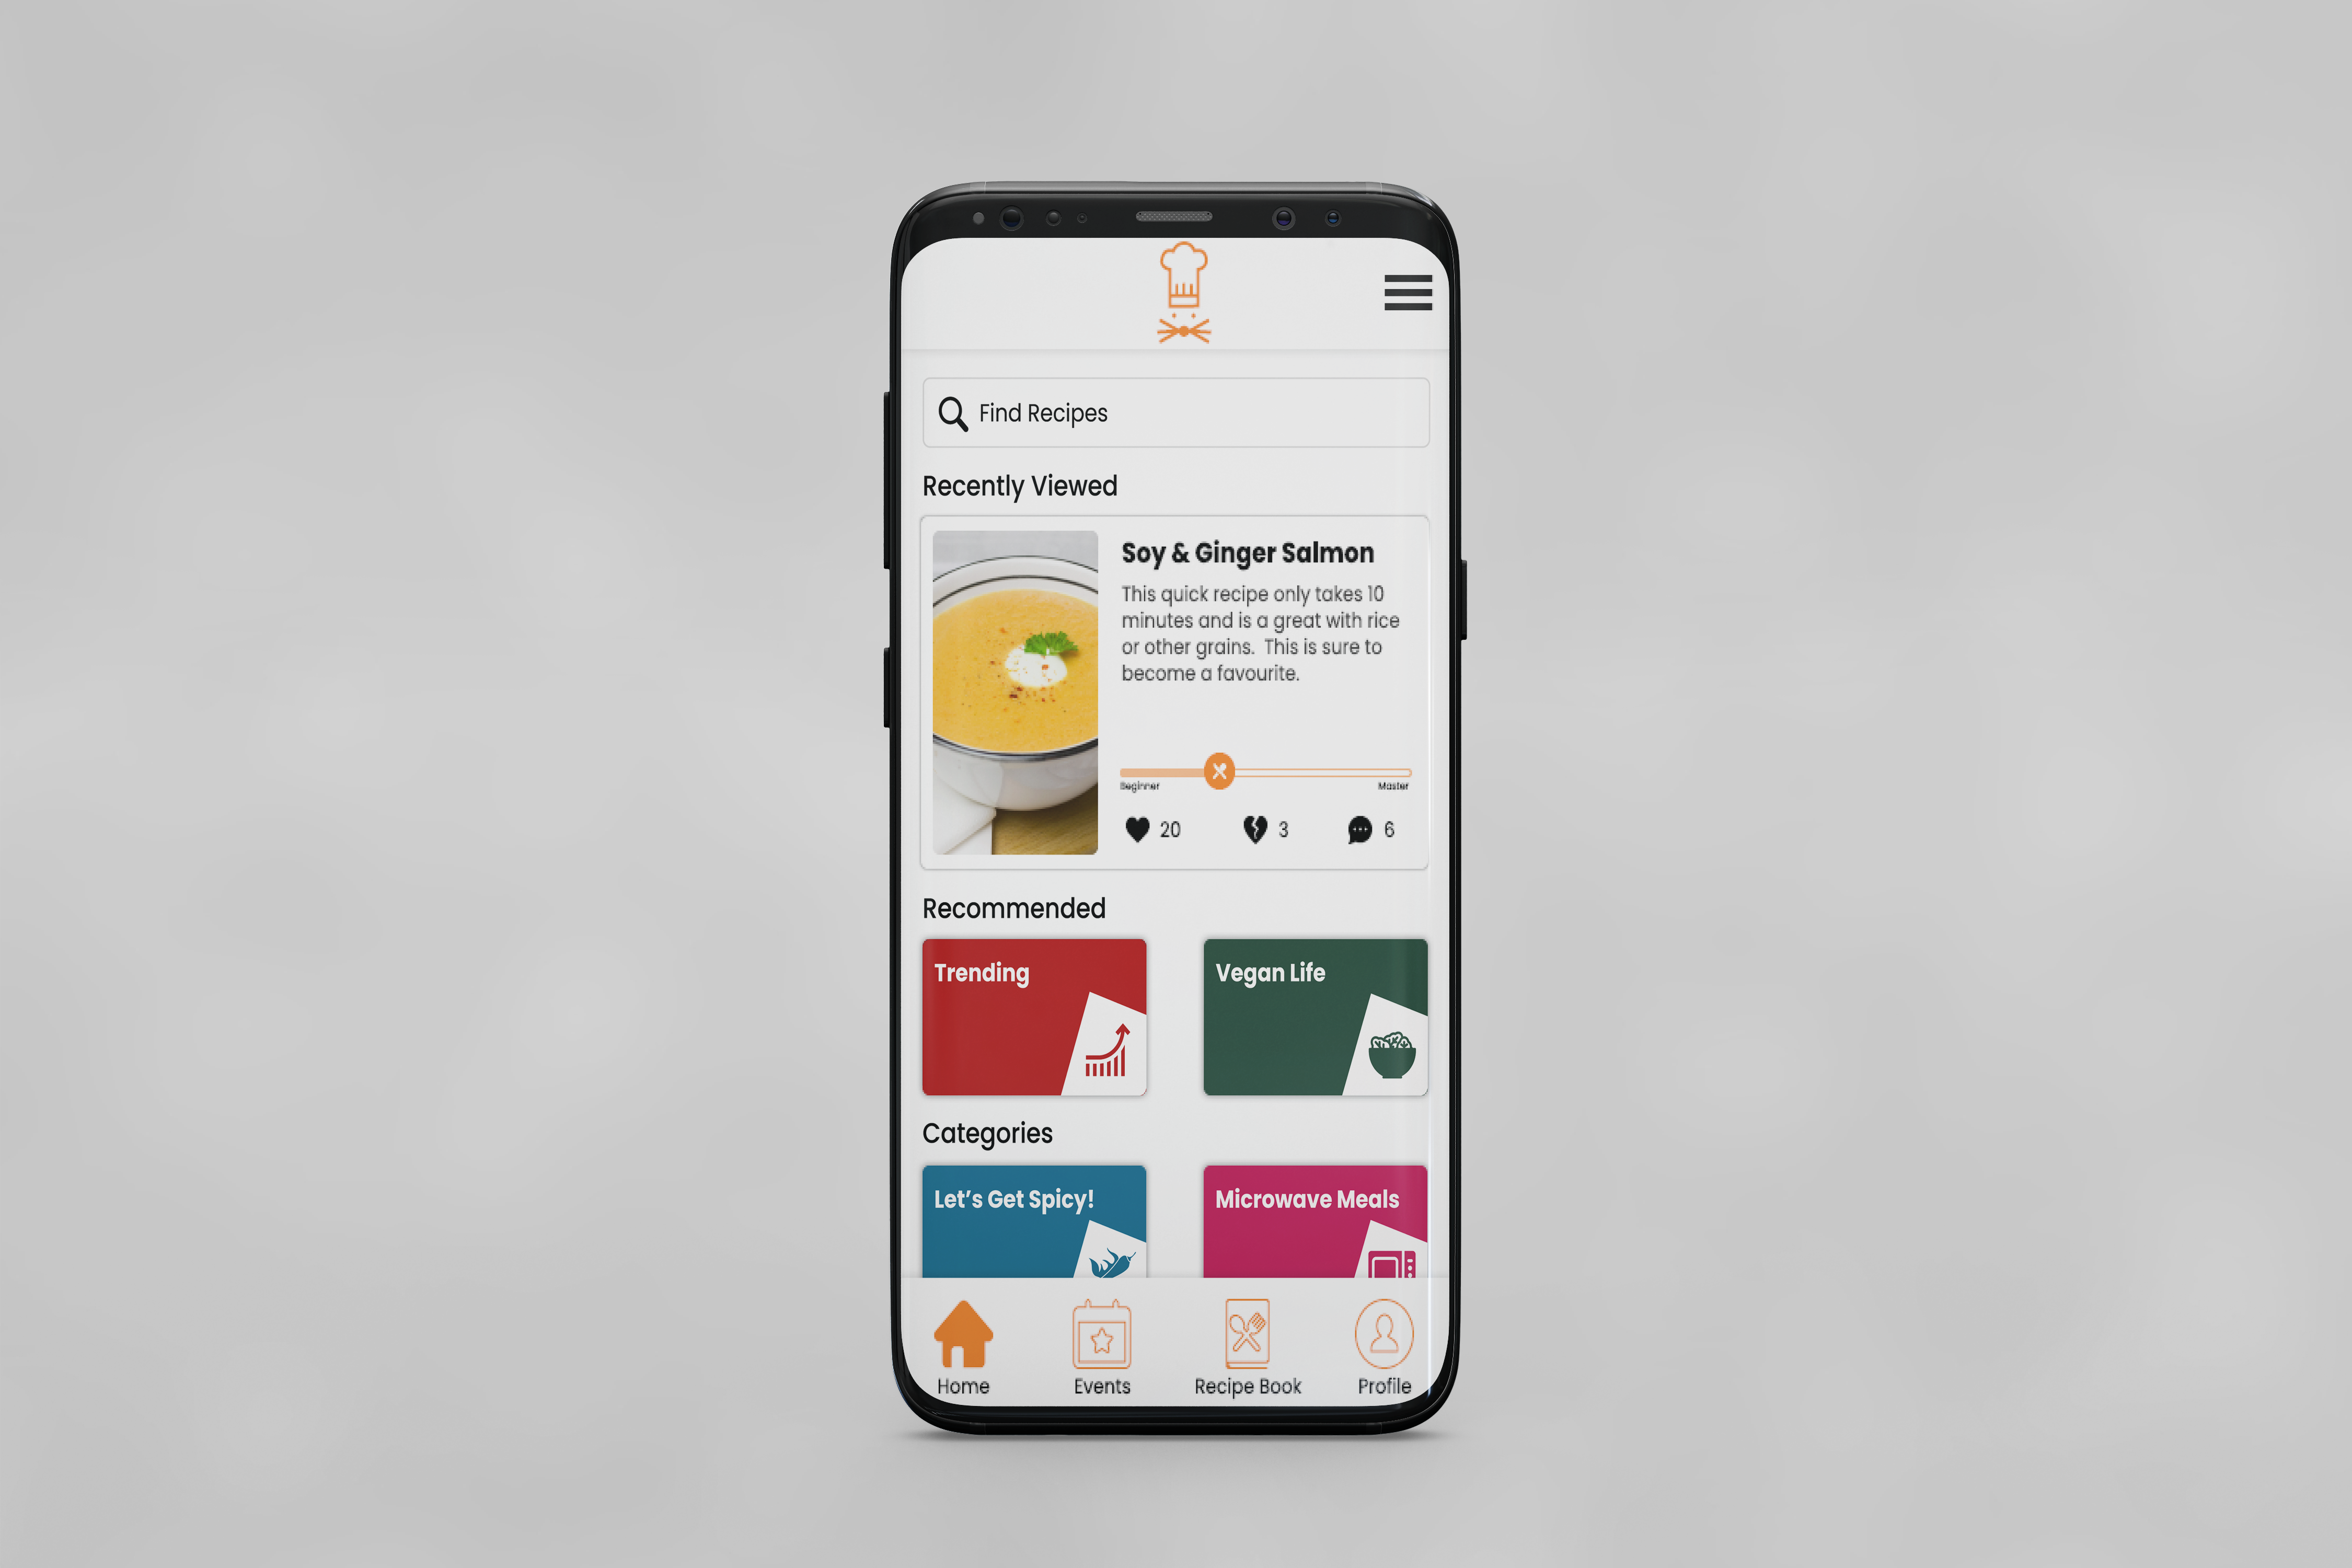 Find Recipes
Recently Viewed
Soy & Ginger Salmon
This quick recipe only takes 10
minutes and is a great with rice
or other grains.  This is sure to
become a favourite.
Beginner
Master
20
3
6
Recommended
Trending
Vegan Life
Categories
Let's Get Spicy!
Microwave Meals
Home
Events
Recipe Book
Profile